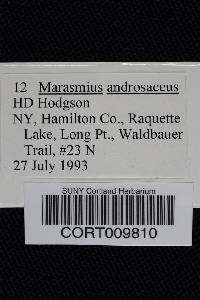 12 Marasmius androsaceus
HD Hodgson
NY, Hamilton Co., Raquette
Lake, Long Pt., Waldbauer
Trail, #23 N
27 July 1993
SUNY Cortland Herbarium
CORT009810